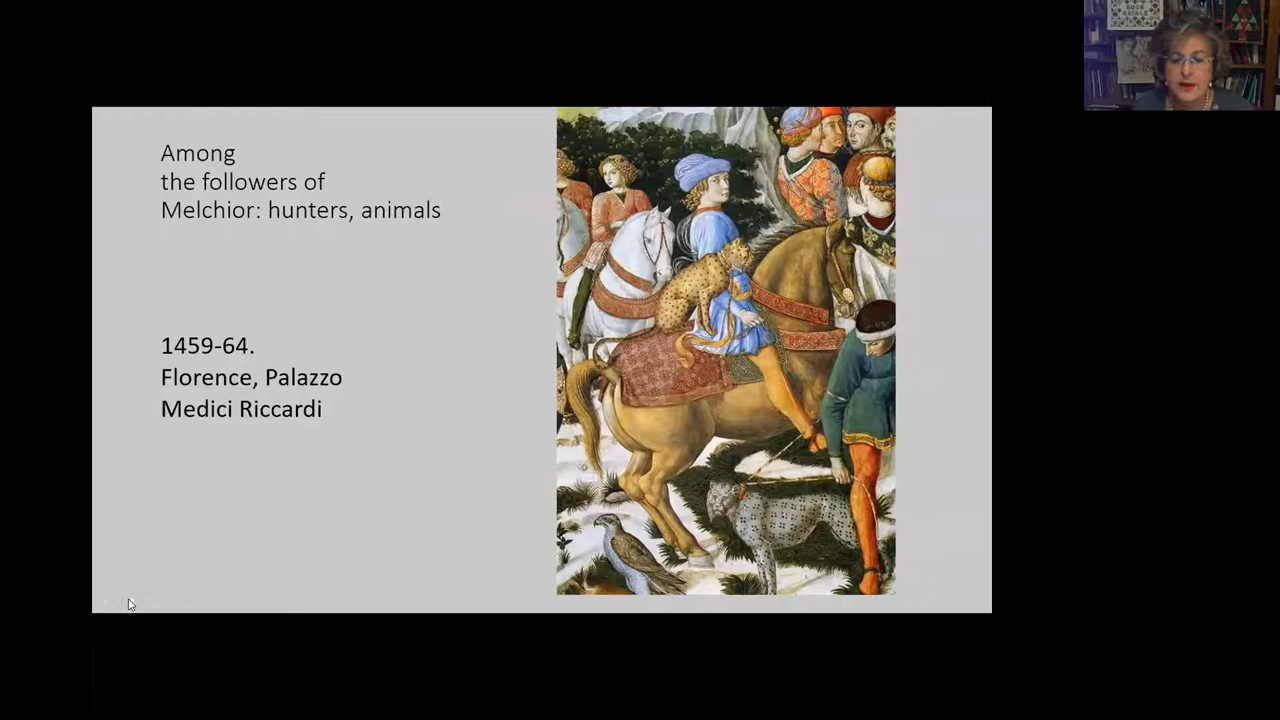 Among
the followers of
Melchior: hunters, animals
1459-64.
Florence, Palazzo
Medici Riccardi